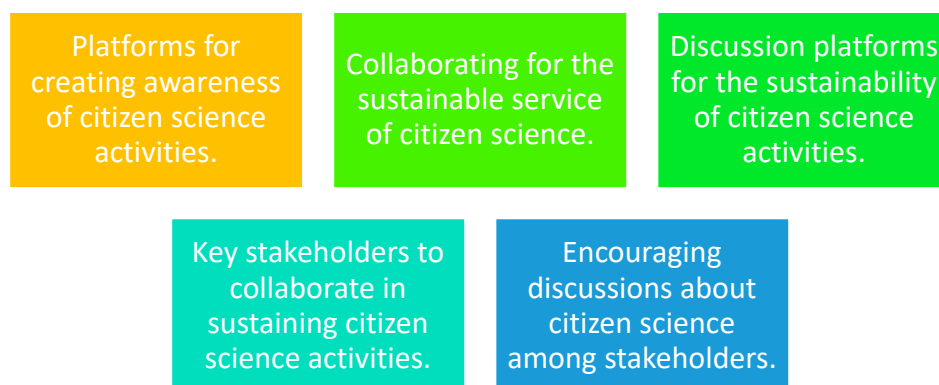 Platforms for
creating awareness
of citizen science
activities.
Collaborating for the
sustainable service
of citizen science.
Discussion platforms
for the sustainability
of citizen science
activities.
Key stakeholders to
collaborate in
sustaining citizen
science activities.
Encouraging
discussions about
citizen science
among stakeholders.